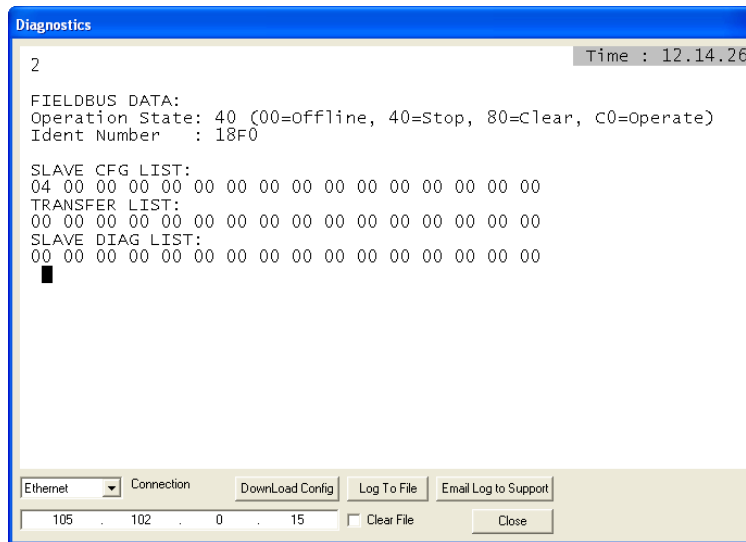 Diagnostics
Time : 12.14.26
2
FIELDBUS DATA:
Operation State: 40 (00=Offline, 40=Stop, 80=Clear, C0=Operate)
Ident Number   : 18F0
SLAVE CFG LIST:
04 00 00 00 00 00 00 00 00 00 00 00 00 00 00 00
TRANSFER LIST:
00 00 00 00 00 00 00 00 00 00 00 00 00 00 00 00
SLAVE DIAG LIST:
00 00 00 00 00 00 00 00 00 00 00 00 00 00 00 00
Ethernet Connection DownLoad Config Log To File Email Log to Support
105 . 102 . 0 . 15 Clear File Close